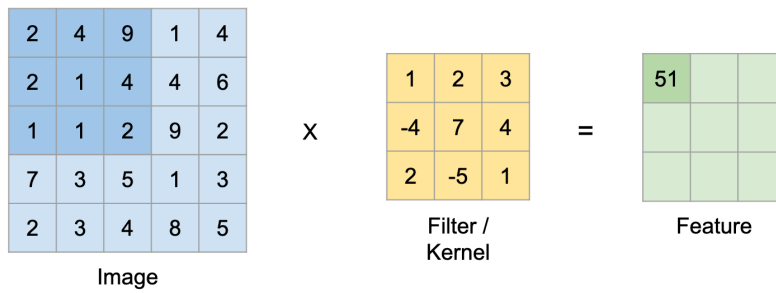 2 4 9 1 4
2 1 4 4 6
1 1 2 9 2
7 3 5 1 3
2 3 4 8 5
Image
X
1 2 3
-4 7 4
2 -5 1
Filter /
Kernel
=
51
Feature